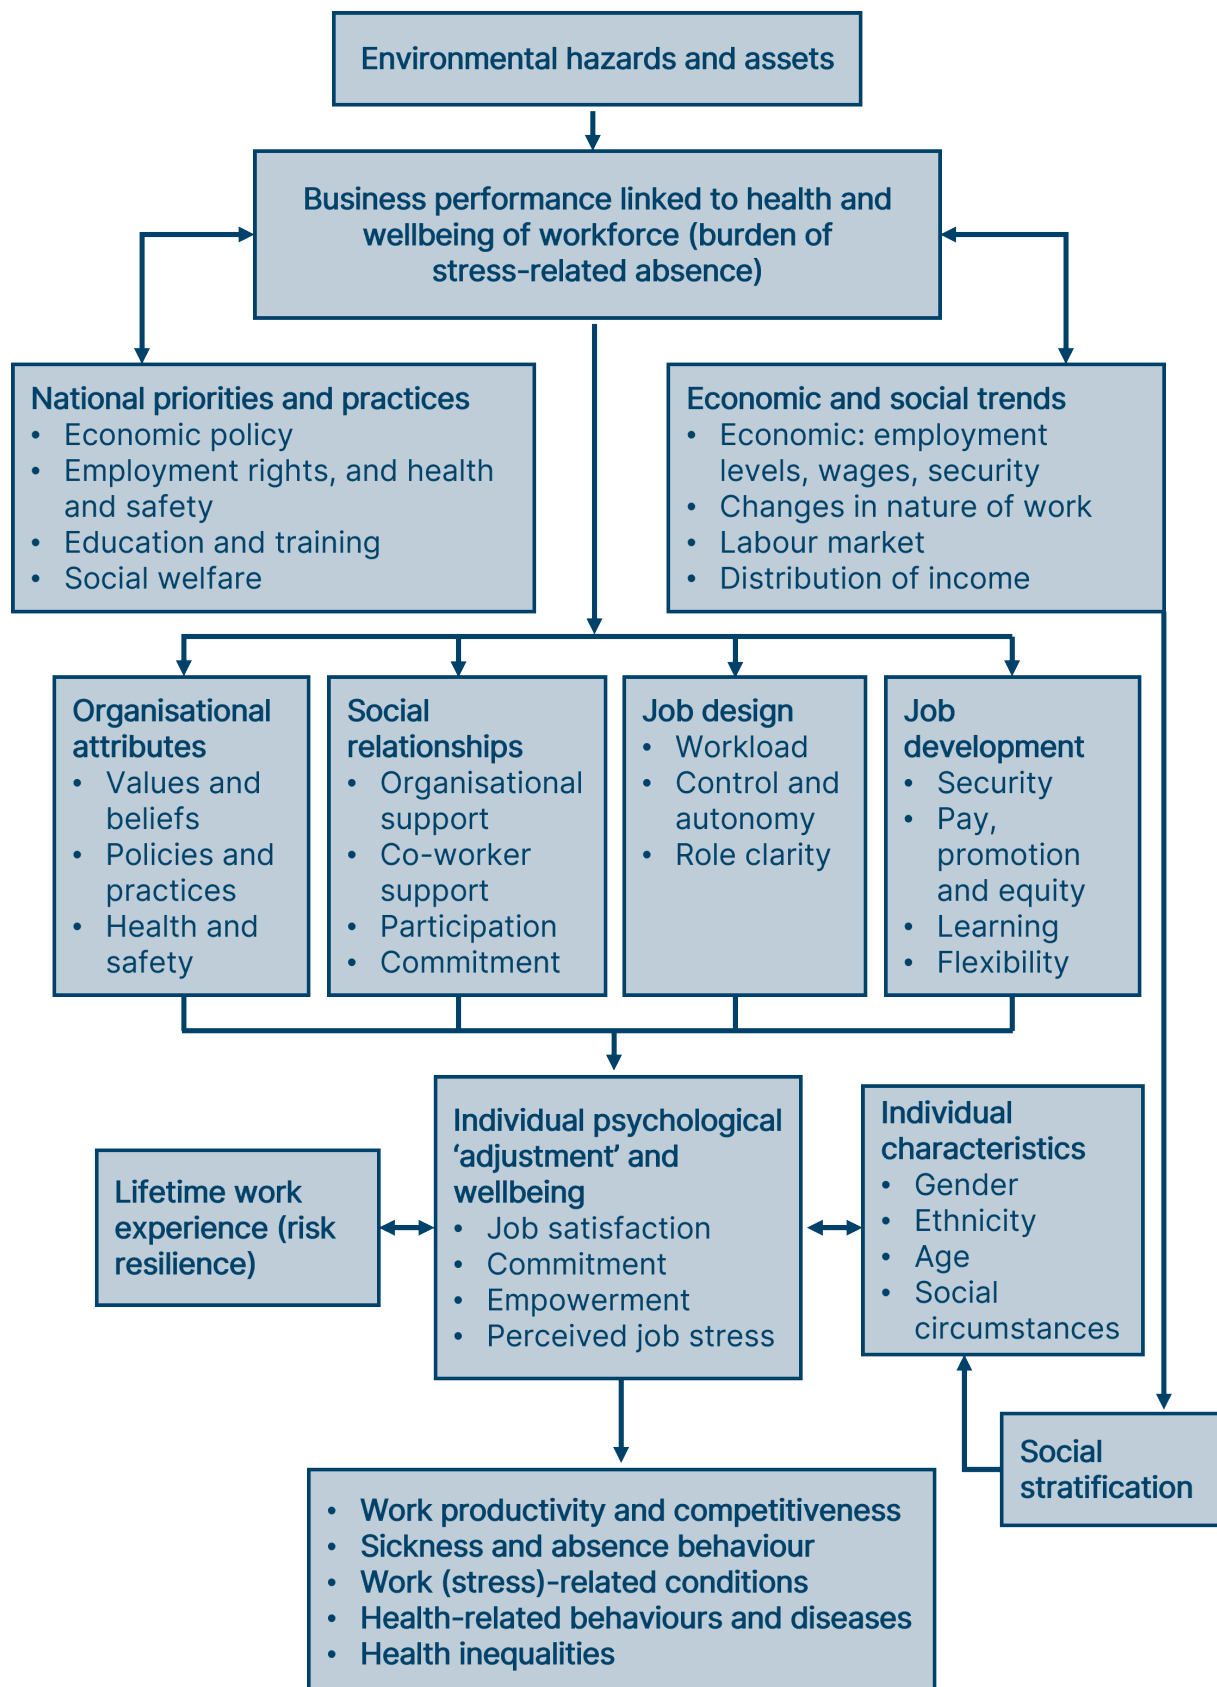 Environmental hazards and assets
Business performance linked to health and
wellbeing of workforce (burden of
stress-related absence)
National priorities and practices
• Economic policy
• Employment rights, and health
and safety
• Education and training
• Social welfare
Economic and social trends
• Economic: employment
levels, wages, security
• Changes in nature of work
• Labour market
• Distribution of income
Organisational
attributes
• Values and
beliefs
• Policies and
practices
• Health and
safety
Social
relationships
• Organisational
support
• Co-worker
support
• Participation
• Commitment
Job design
• Workload
• Control and
autonomy
• Role clarity
Job
development
• Security
• Pay,
promotion
and equity
• Learning
• Flexibility
Lifetime work
experience (risk
resilience)
Individual psychological
‘adjustment’ and
wellbeing
• Job satisfaction
• Commitment
• Empowerment
• Perceived job stress
Individual
characteristics
• Gender
• Ethnicity
• Age
• Social
circumstances
Social
stratification
• Work productivity and competitiveness
• Sickness and absence behaviour
• Work (stress)-related conditions
• Health-related behaviours and diseases
• Health inequalities